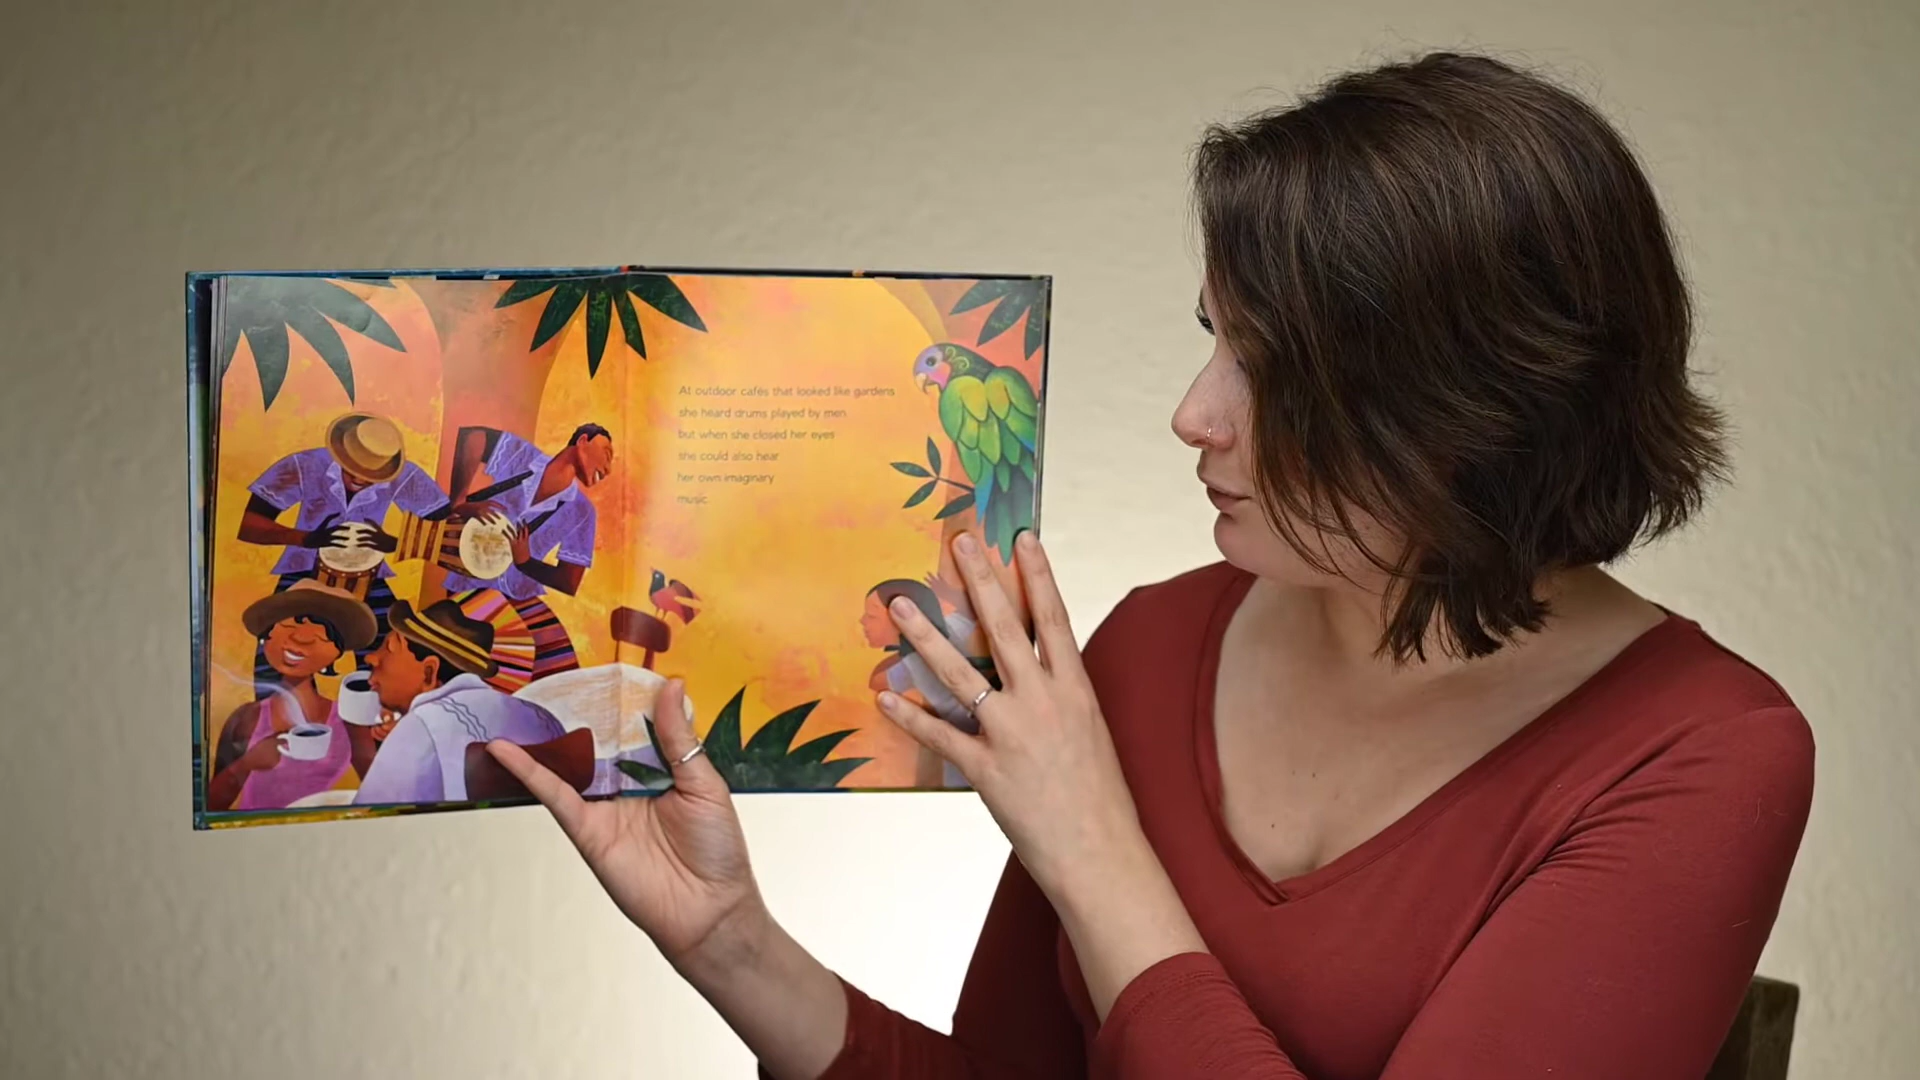 At outdoor cafés that looked like gardens
she heard drums played by men
but when she closed her eyes
she could also hear
her own imaginary
music.